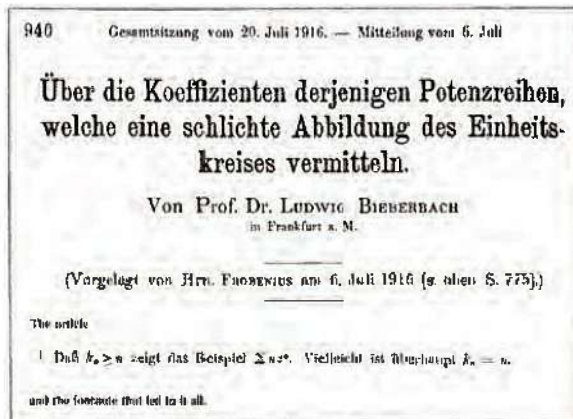 940 Gesamtsitzung vom 20. Juli 1916. — Mitteilung vom 6. Juli
Über die Koeffizienten derjenigen Potenzreihen,
welche eine schlichte Abbildung des Einheits-
kreises vermitteln.
Von Prof. Dr. Ludwig Bieberbach
in Frankfurt a. M.
(Vorgelegt von Hrn. Frobenius am 6. Juli 1916 [s. oben S. 775].)
The article
¹ Daß kₙ ≥ n zeigt das Beispiel Σ n zⁿ. Vielleicht ist überhaupt kₙ = n.
and the footnote that led to it all.